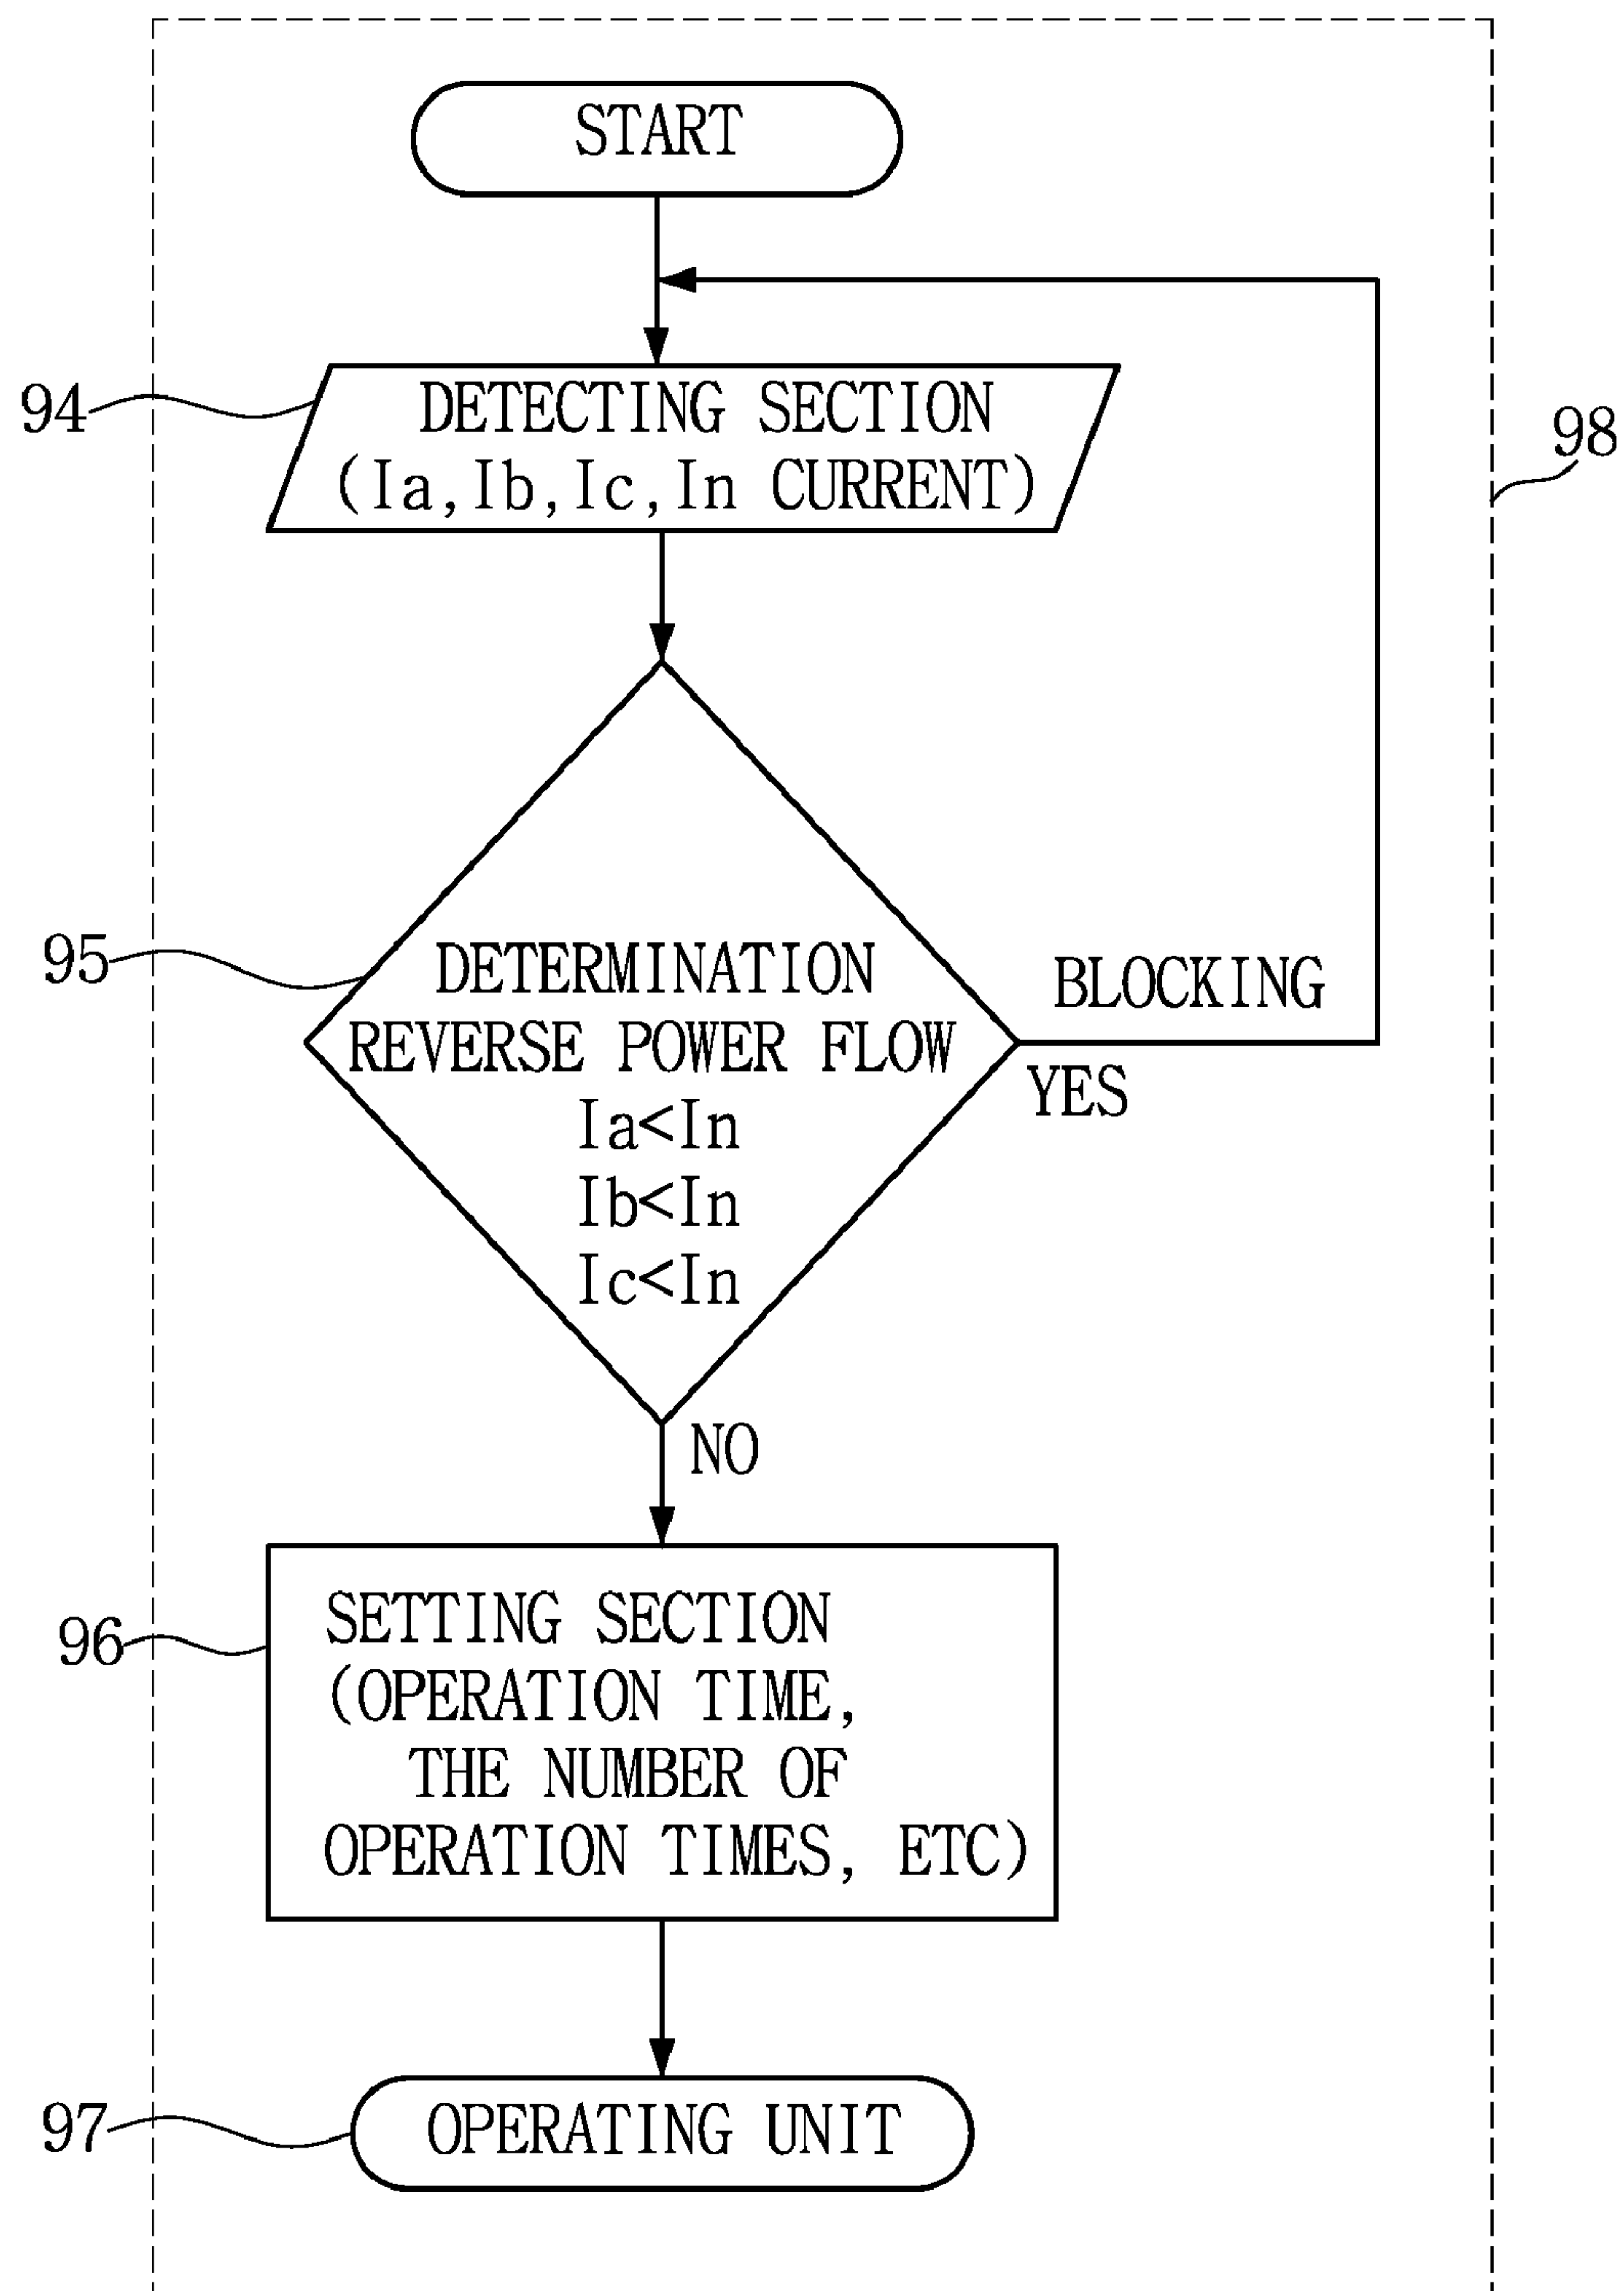 START
94
DETECTING SECTION
(Ia,Ib,Ic,In CURRENT)
98
95
DETERMINATION
REVERSE POWER FLOW
Ia<In
Ib<In
Ic<In
BLOCKING
YES
NO
96
SETTING SECTION
(OPERATION TIME,
THE NUMBER OF
OPERATION TIMES, ETC)
97
OPERATING UNIT